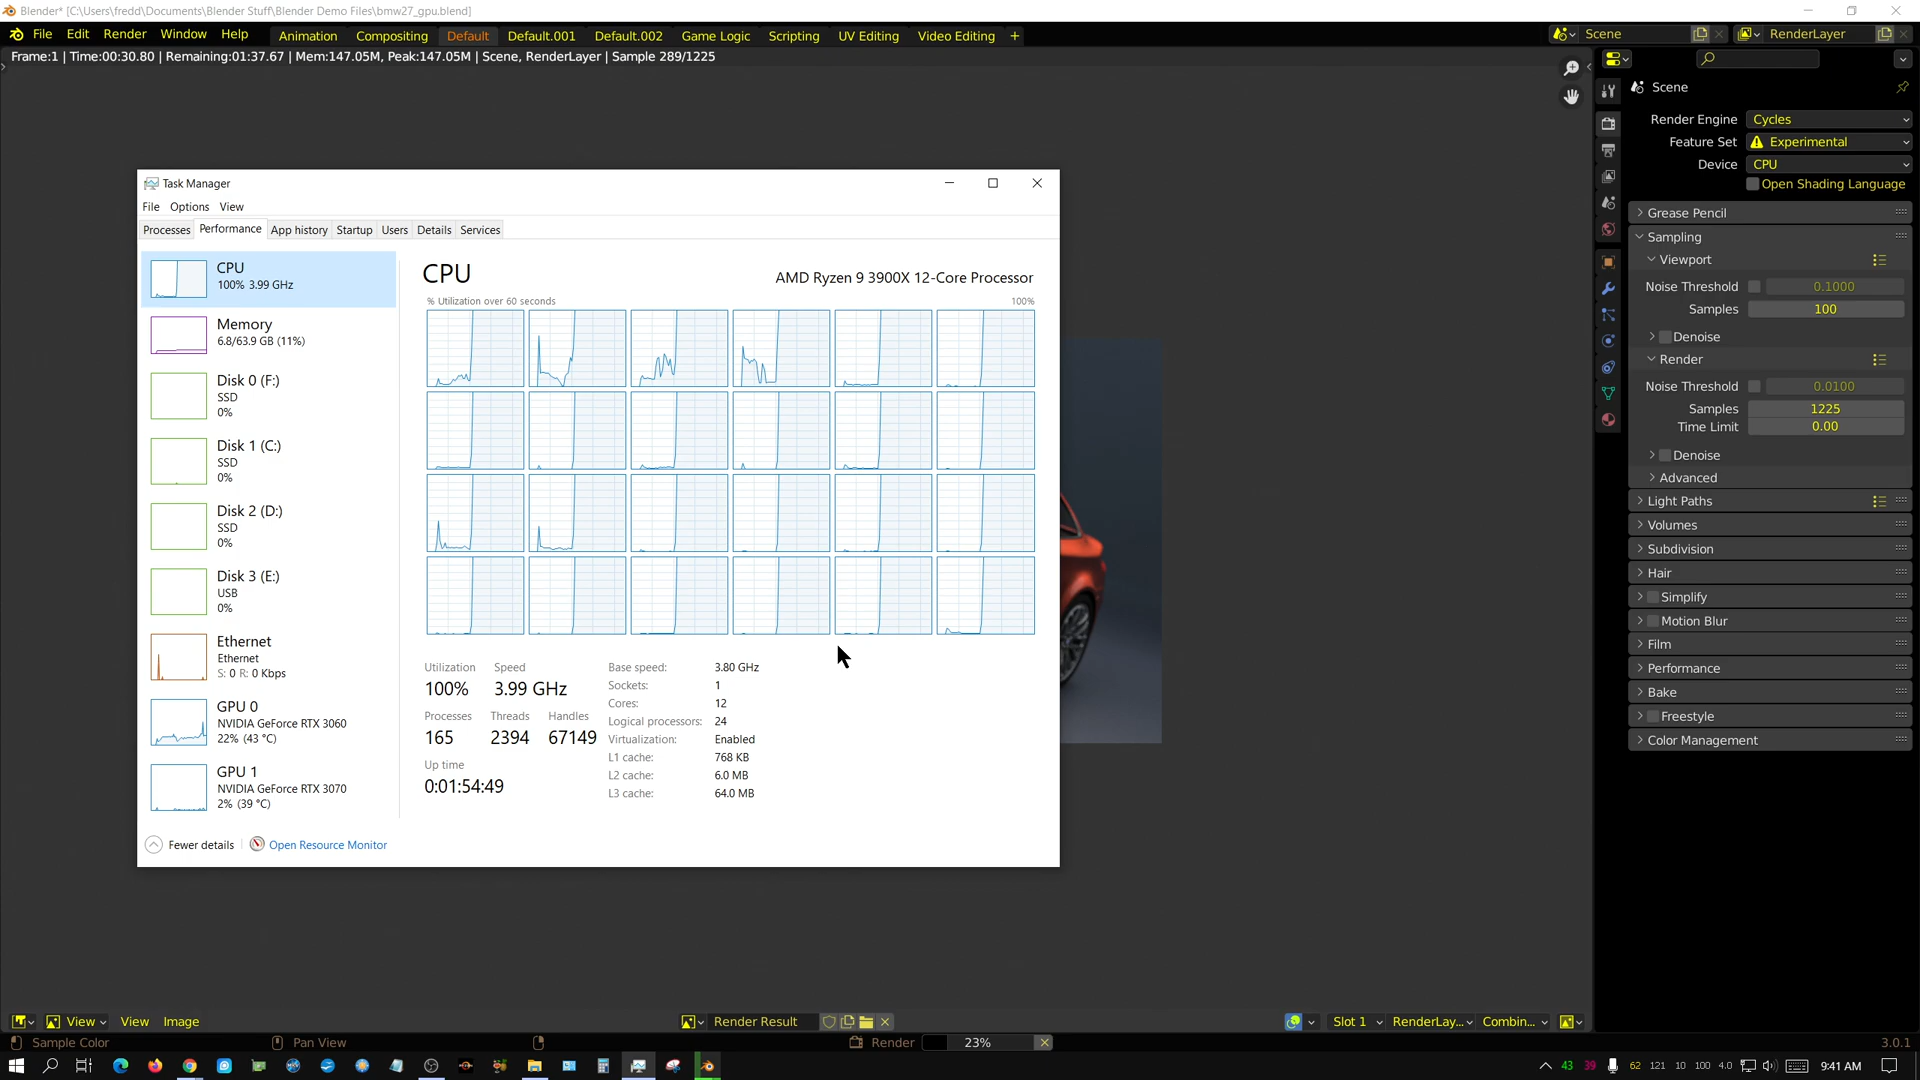 Blender* [C:\Users\fredd\Documents\Blender Stuff\Blender Demo Files\bmw27_gpu.blend]
File Edit Render Window Help Animation Compositing Default Default.001 Default.002 Game Logic Scripting UV Editing Video Editing + Scene RenderLayer
Frame:1 | Time:00:30.80 | Remaining:01:37.67 | Mem:147.05M, Peak:147.05M | Scene, RenderLayer | Sample 289/1225
Task Manager
File Options View
Processes Performance App history Startup Users Details Services
CPU
100% 3.99 GHz
Memory
6.8/63.9 GB (11%)
Disk 0 (F:)
SSD
0%
Disk 1 (C:)
SSD
0%
Disk 2 (D:)
SSD
0%
Disk 3 (E:)
USB
0%
Ethernet
Ethernet
S: 0 R: 0 Kbps
GPU 0
NVIDIA GeForce RTX 3060
22% (43 °C)
GPU 1
NVIDIA GeForce RTX 3070
2% (39 °C)
CPU AMD Ryzen 9 3900X 12-Core Processor
% Utilization over 60 seconds 100%
Utilization Speed
100% 3.99 GHz
Processes Threads Handles
165 2394 67149
Up time
0:01:54:49
Base speed: 3.80 GHz
Sockets: 1
Cores: 12
Logical processors: 24
Virtualization: Enabled
L1 cache: 768 KB
L2 cache: 6.0 MB
L3 cache: 64.0 MB
Fewer details Open Resource Monitor
Scene
Render Engine Cycles
Feature Set Experimental
Device CPU
Open Shading Language
Grease Pencil
Sampling
Viewport
Noise Threshold 0.1000
Samples 100
Denoise
Render
Noise Threshold 0.0100
Samples 1225
Time Limit 0.00
Denoise
Advanced
Light Paths
Volumes
Subdivision
Hair
Simplify
Motion Blur
Film
Performance
Bake
Freestyle
Color Management
View View Image Render Result Slot 1 RenderLay... Combin...
Sample Color Pan View Render 23% 3.0.1
43 39 62 121 10 100 4.0 9:41 AM